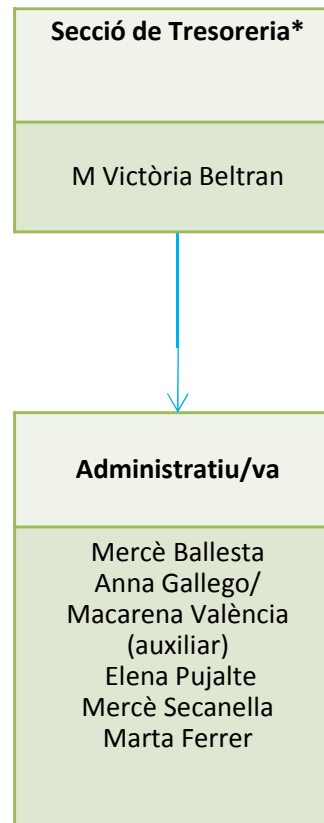 Secció de Tresoreria*
M Victòria Beltran
Administratiu/va
Mercè Ballesta
Anna Gallego/
Macarena València
(auxiliar)
Elena Pujalte
Mercè Secanella
Marta Ferrer